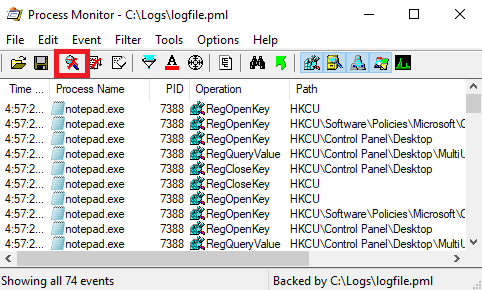 Process Monitor - C:\Logs\logfile.pml
File Edit Event Filter Tools Options Help
Time ... Process Name PID Operation Path
4:57:2... notepad.exe 7388 RegOpenKey HKCU
4:57:2... notepad.exe 7388 RegOpenKey HKCU\Software\Policies\Microsoft\C
4:57:2... notepad.exe 7388 RegOpenKey HKCU\Control Panel\Desktop
4:57:2... notepad.exe 7388 RegQueryValue HKCU\Control Panel\Desktop\MultiU
4:57:2... notepad.exe 7388 RegCloseKey HKCU\Control Panel\Desktop
4:57:2... notepad.exe 7388 RegCloseKey HKCU
4:57:2... notepad.exe 7388 RegOpenKey HKCU
4:57:2... notepad.exe 7388 RegOpenKey HKCU\Software\Policies\Microsoft\C
4:57:2... notepad.exe 7388 RegOpenKey HKCU\Control Panel\Desktop
4:57:2... notepad.exe 7388 RegQueryValue HKCU\Control Panel\Desktop\MultiU
Showing all 74 events Backed by C:\Logs\logfile.pml